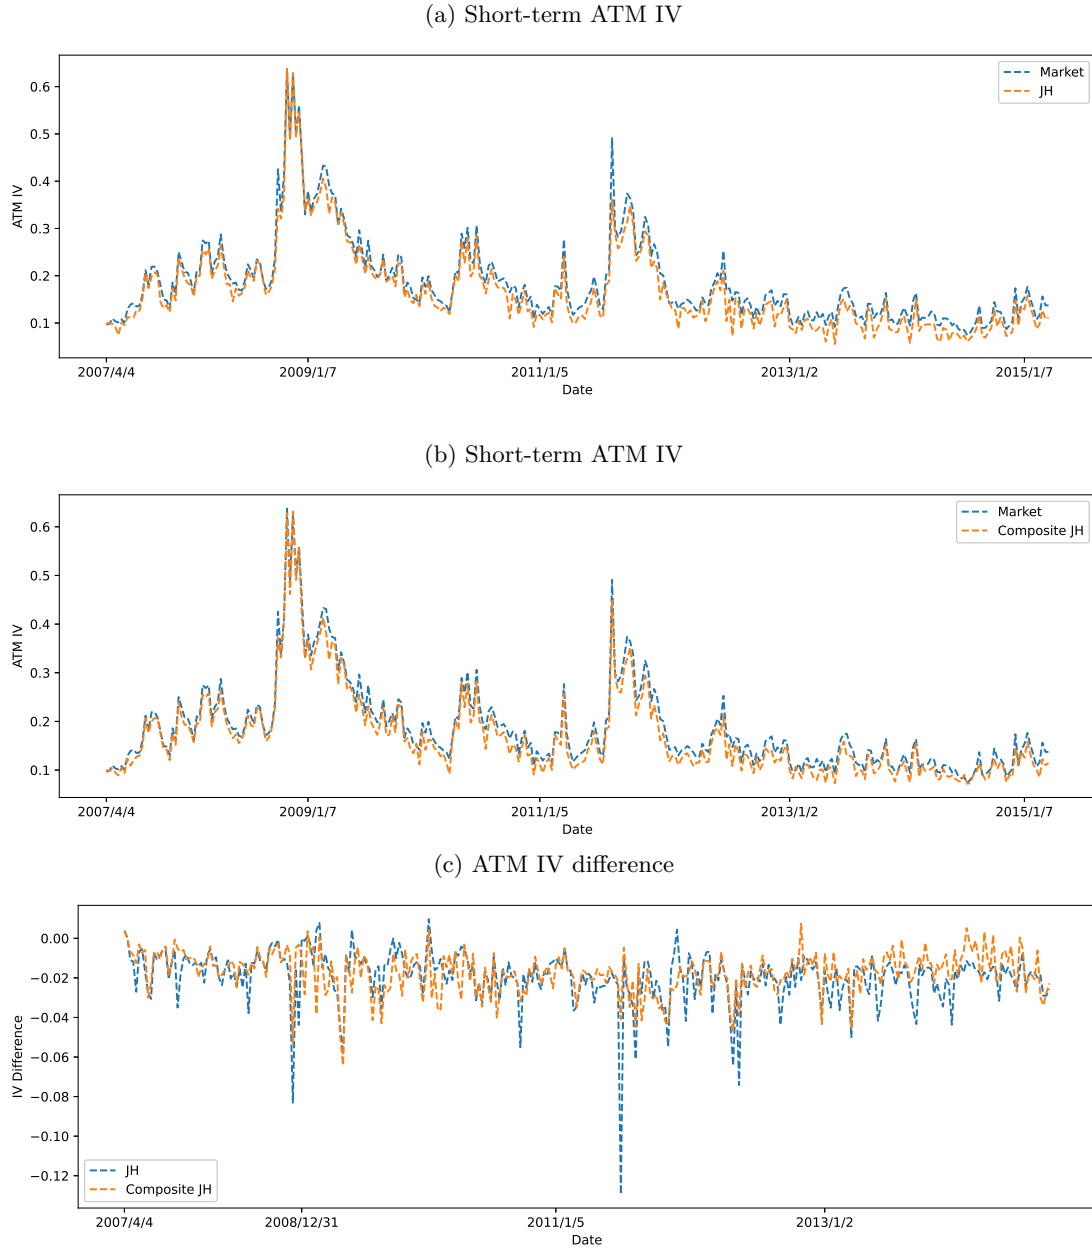 (a) Short-term ATM IV
0.6
0.5
0.4
0.3
0.2
0.1
ATM IV
Market
JH
2007/4/4
2009/1/7
2011/1/5
2013/1/2
2015/1/7
Date
(b) Short-term ATM IV
0.6
0.5
0.4
0.3
0.2
0.1
ATM IV
Market
Composite JH
2007/4/4
2009/1/7
2011/1/5
2013/1/2
2015/1/7
Date
(c) ATM IV difference
0.00
−0.02
−0.04
−0.06
−0.08
−0.10
−0.12
IV Difference
JH
Composite JH
2007/4/4
2008/12/31
2011/1/5
2013/1/2
Date